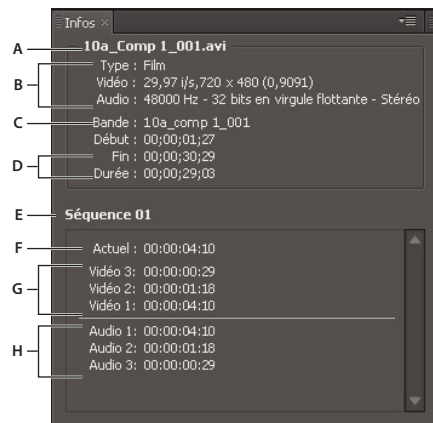 Infos ×
A
10a_Comp 1_001.avi
B
Type : Film
Vidéo : 29,97 i/s,720 x 480 (0,9091)
Audio : 48000 Hz - 32 bits en virgule flottante - Stéréo
C
Bande : 10a_comp 1_001
Début : 00;00;01;27
D
Fin : 00;00;30;29
Durée : 00;00;29;03
E
Séquence 01
F
Actuel : 00:00:04:10
G
Vidéo 3: 00:00:00:29
Vidéo 2: 00:00:01:18
Vidéo 1: 00:00:04:10
H
Audio 1: 00:00:04:10
Audio 2: 00:00:01:18
Audio 3: 00:00:00:29